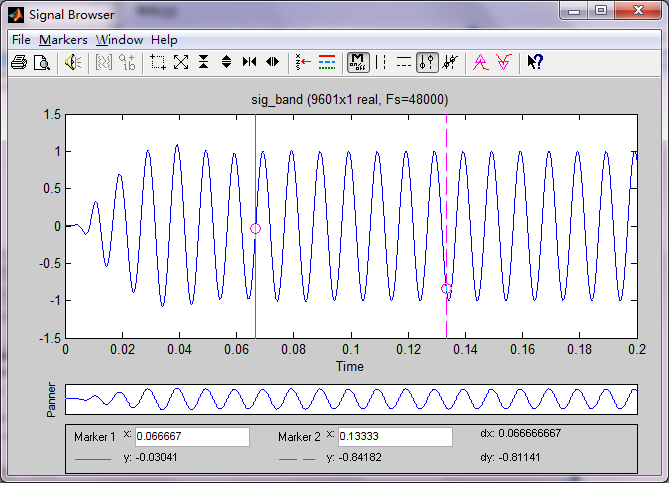 Signal Browser
File Markers Window Help
M
on/off
sig_band (9601x1 real, Fs=48000)
1.5
1
0.5
0
-0.5
-1
-1.5
0 0.02 0.04 0.06 0.08 0.1 0.12 0.14 0.16 0.18 0.2
Time
Panner
Marker 1 x: 0.066667 Marker 2 x: 0.13333 dx: 0.066666667
y: -0.03041 y: -0.84182 dy: -0.81141